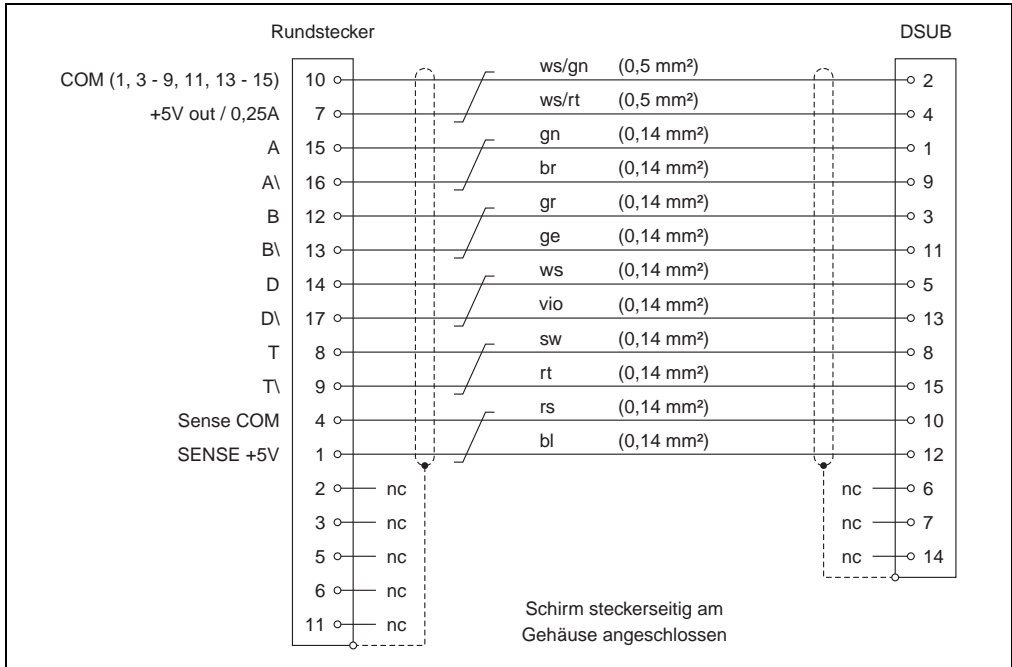 Rundstecker DSUB
COM (1, 3 - 9, 11, 13 - 15) 10 ws/gn (0,5 mm²) 2
+5V out / 0,25A 7 ws/rt (0,5 mm²) 4
A 15 gn (0,14 mm²) 1
A\ 16 br (0,14 mm²) 9
B 12 gr (0,14 mm²) 3
B\ 13 ge (0,14 mm²) 11
D 14 ws (0,14 mm²) 5
D\ 17 vio (0,14 mm²) 13
T 8 sw (0,14 mm²) 8
T\ 9 rt (0,14 mm²) 15
Sense COM 4 rs (0,14 mm²) 10
SENSE +5V 1 bl (0,14 mm²) 12
2 nc nc 6
3 nc nc 7
5 nc nc 14
6 nc
11 nc
Schirm steckerseitig am
Gehäuse angeschlossen